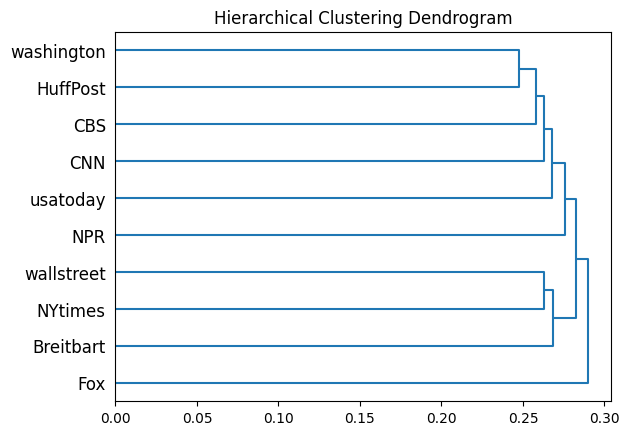 Hierarchical Clustering Dendrogram
washington
HuffPost
CBS
CNN
usatoday
NPR
wallstreet
NYtimes
Breitbart
Fox
0.00 0.05 0.10 0.15 0.20 0.25 0.30